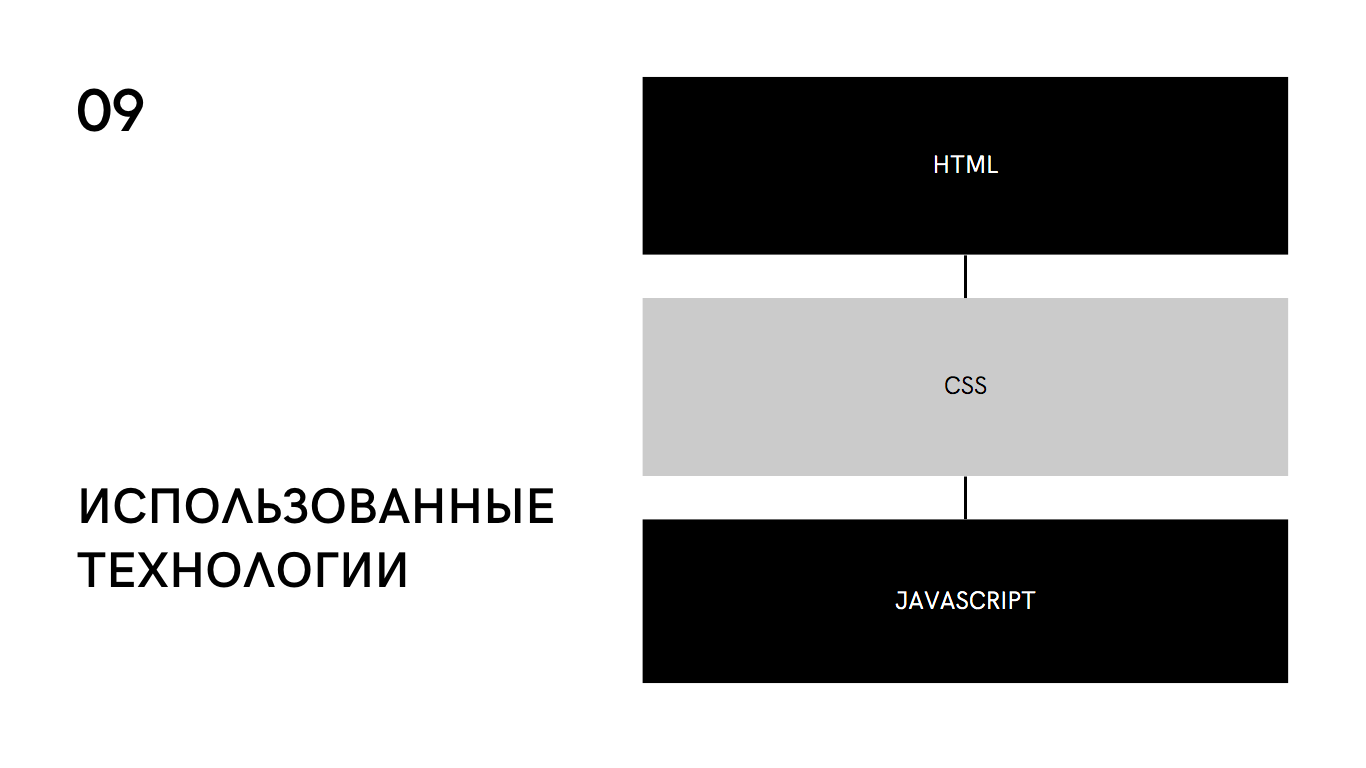 09
ИСПОЛЬЗОВАННЫЕ
ТЕХНОЛОГИИ
HTML
CSS
JAVASCRIPT